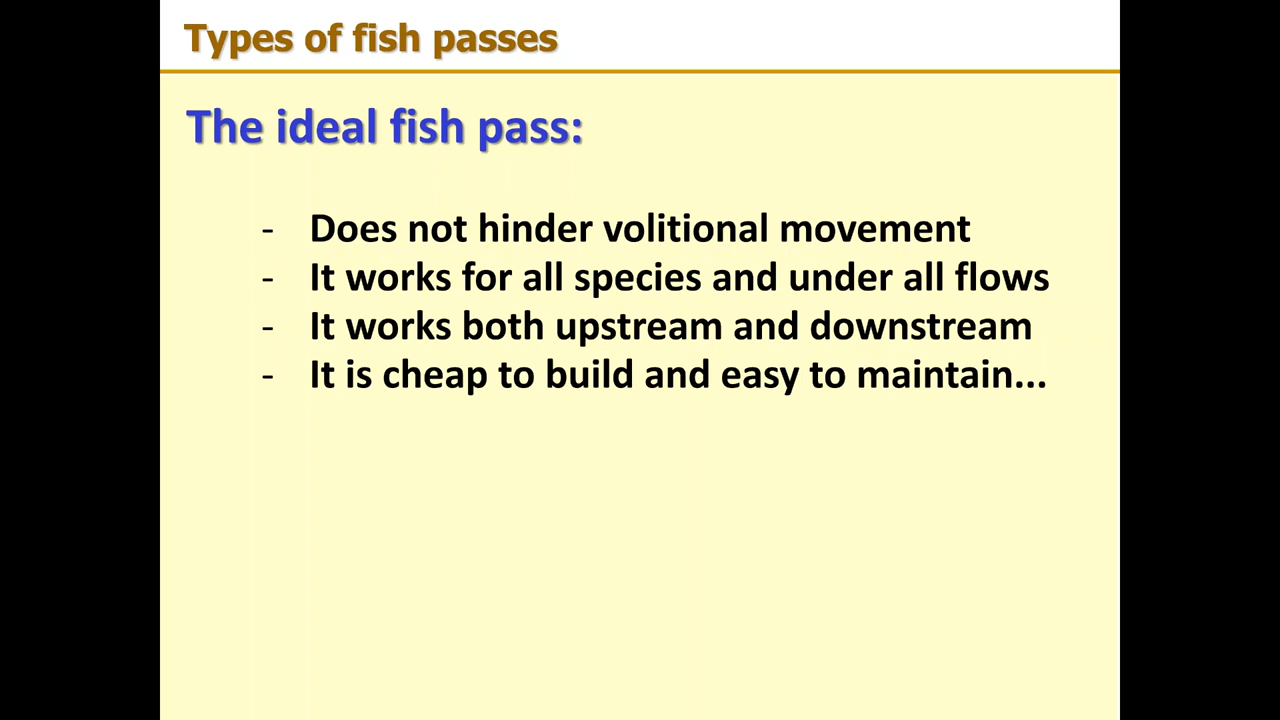 Types of fish passes
The ideal fish pass:
- Does not hinder volitional movement
- It works for all species and under all flows
- It works both upstream and downstream
- It is cheap to build and easy to maintain...